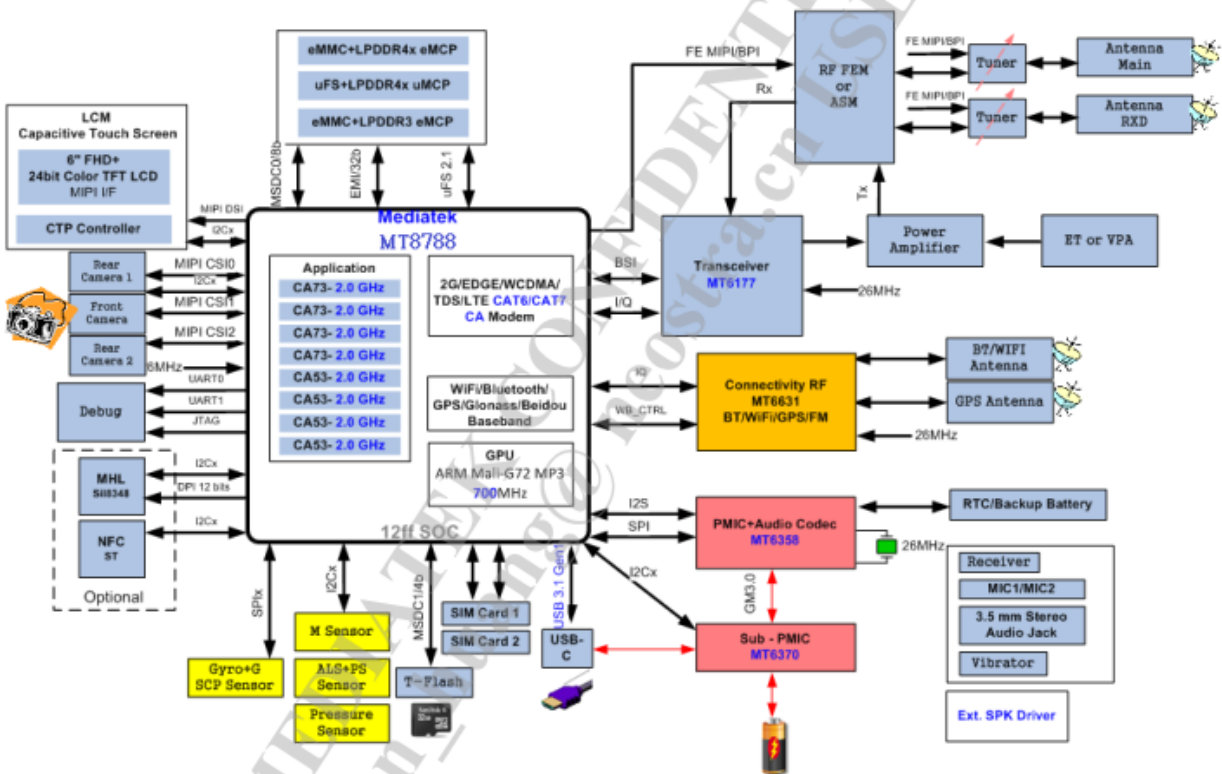 eMMC+LPDDR4x eMCP
uFS+LPDDR4x uMCP
eMMC+LPDDR3 eMCP
FE MIPI/BPI
Rx
RF FEM
or
ASM
FE MIPI/BPI
Tuner
Antenna
Main
FE MIPI/BPI
Tuner
Antenna
RXD
LCM
Capacitive Touch Screen
6" FHD+
24bit Color TFT LCD
MIPI I/F
CTP Controller
MSDC0/8b
EMI/32b
uFS 2.1
MIPI DSI
I2Cx
Tx
Power
Amplifier
ET or VPA
Mediatek
MT8788
Application
CA73- 2.0 GHz
CA73- 2.0 GHz
CA73- 2.0 GHz
CA73- 2.0 GHz
CA53- 2.0 GHz
CA53- 2.0 GHz
CA53- 2.0 GHz
CA53- 2.0 GHz
2G/EDGE/WCDMA/
TDS/LTE CAT6/CAT7
CA Modem
WiFi/Bluetooth/
GPS/Glonass/Beidou
Baseband
GPU
ARM Mali-G72 MP3
700MHz
12ff SOC
BSI
I/Q
Transceiver
MT6177
26MHz
Rear
Camera 1
Front
Camera
Rear
Camera 2
MIPI CSI0
I2Cx
MIPI CSI1
MIPI CSI2
6MHz
UART0
UART1
JTAG
Debug
IQ
WB_CTRL
Connectivity RF
MT6631
BT/WiFi/GPS/FM
BT/WIFI
Antenna
GPS Antenna
26MHz
MHL
SiI8348
NFC
ST
Optional
I2Cx
DPI 12 bits
I2Cx
I2S
SPI
PMIC+Audio Codec
MT6358
RTC/Backup Battery
26MHz
GM3.0
Sub - PMIC
MT6370
I2Cx
USB 3.1 Gen1
USB-
C
SPIx
I2Cx
MSDC1/4b
SIM Card 1
SIM Card 2
M Sensor
Gyro+G
SCP Sensor
ALS+PS
Sensor
Pressure
Sensor
T-Flash
Receiver
MIC1/MIC2
3.5 mm Stereo
Audio Jack
Vibrator
Ext. SPK Driver